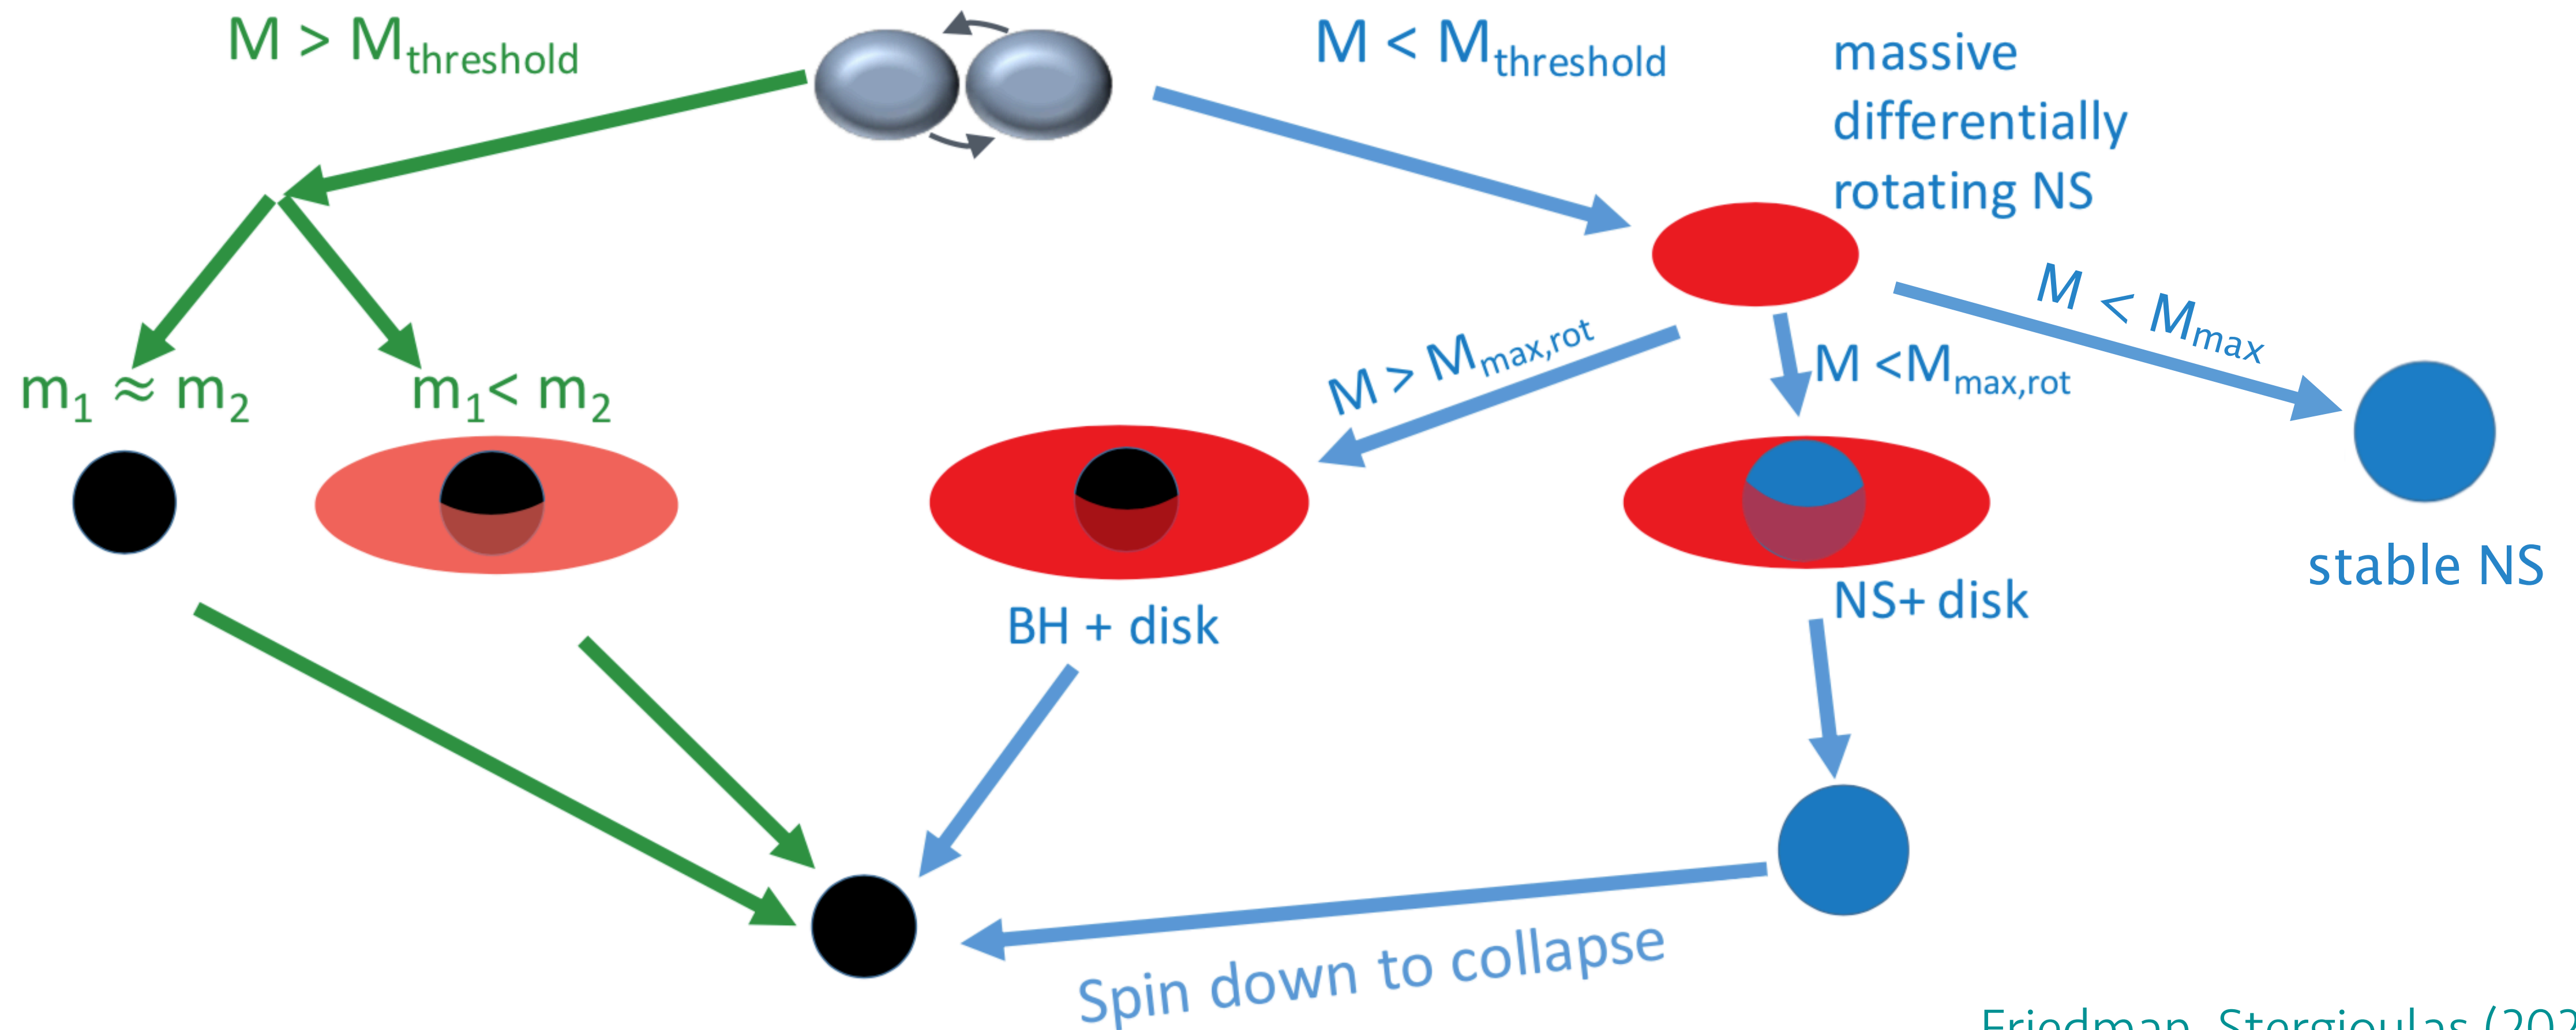 M > Mthreshold
M < Mthreshold
massive
differentially
rotating NS
M < Mmax
M > Mmax,rot
M <Mmax,rot
m1 ≈ m2
m1< m2
stable NS
BH + disk
NS+ disk
Spin down to collapse
Friedman, Stergioulas (202